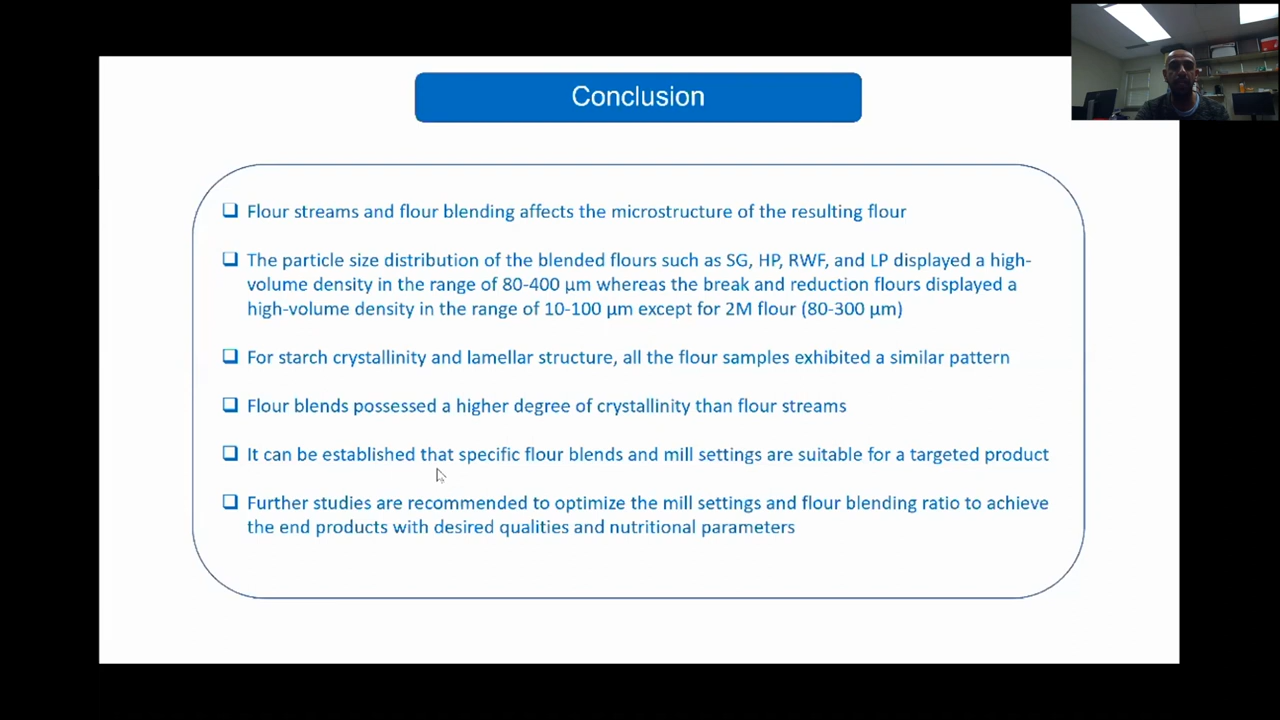 Conclusion
❑ Flour streams and flour blending affects the microstructure of the resulting flour
❑ The particle size distribution of the blended flours such as SG, HP, RWF, and LP displayed a high-
volume density in the range of 80-400 µm whereas the break and reduction flours displayed a
high-volume density in the range of 10-100 µm except for 2M flour (80-300 µm)
❑ For starch crystallinity and lamellar structure, all the flour samples exhibited a similar pattern
❑ Flour blends possessed a higher degree of crystallinity than flour streams
❑ It can be established that specific flour blends and mill settings are suitable for a targeted product
❑ Further studies are recommended to optimize the mill settings and flour blending ratio to achieve
the end products with desired qualities and nutritional parameters